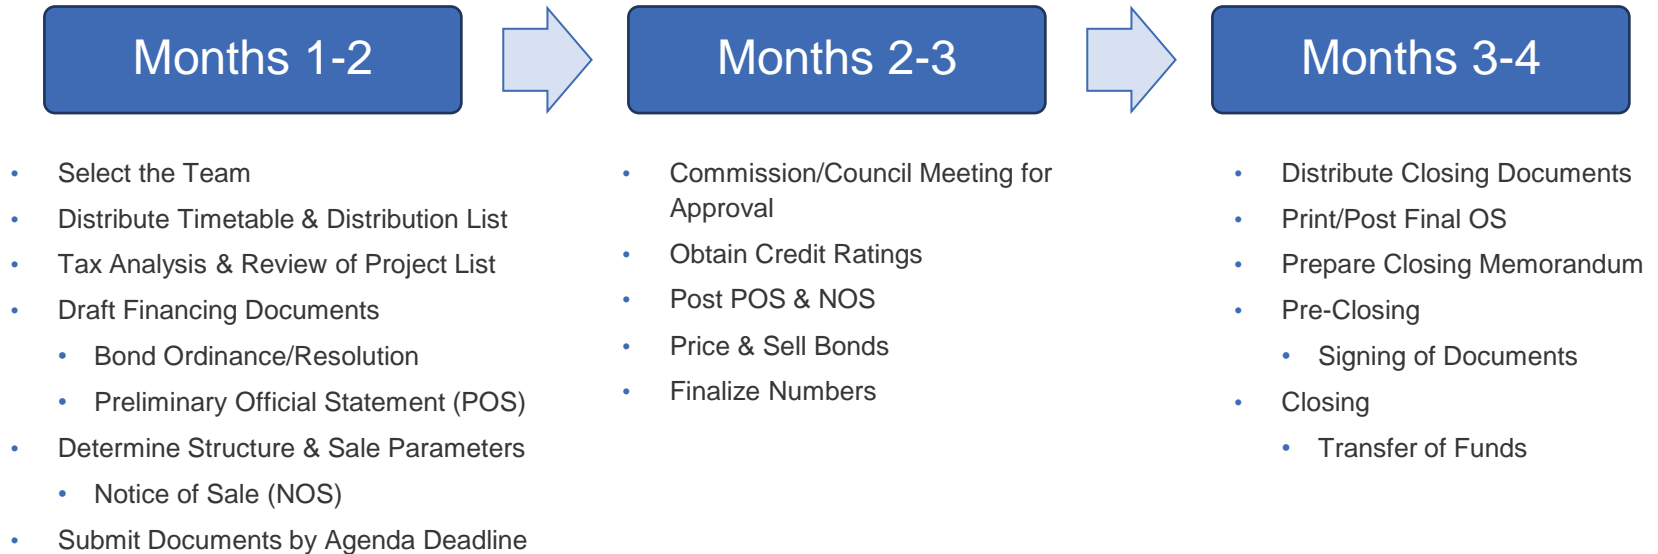 Months 1-2
• Select the Team
• Distribute Timetable & Distribution List
• Tax Analysis & Review of Project List
• Draft Financing Documents
• Bond Ordinance/Resolution
• Preliminary Official Statement (POS)
• Determine Structure & Sale Parameters
• Notice of Sale (NOS)
• Submit Documents by Agenda Deadline
Months 2-3
• Commission/Council Meeting for
Approval
• Obtain Credit Ratings
• Post POS & NOS
• Price & Sell Bonds
• Finalize Numbers
Months 3-4
• Distribute Closing Documents
• Print/Post Final OS
• Prepare Closing Memorandum
• Pre-Closing
• Signing of Documents
• Closing
• Transfer of Funds